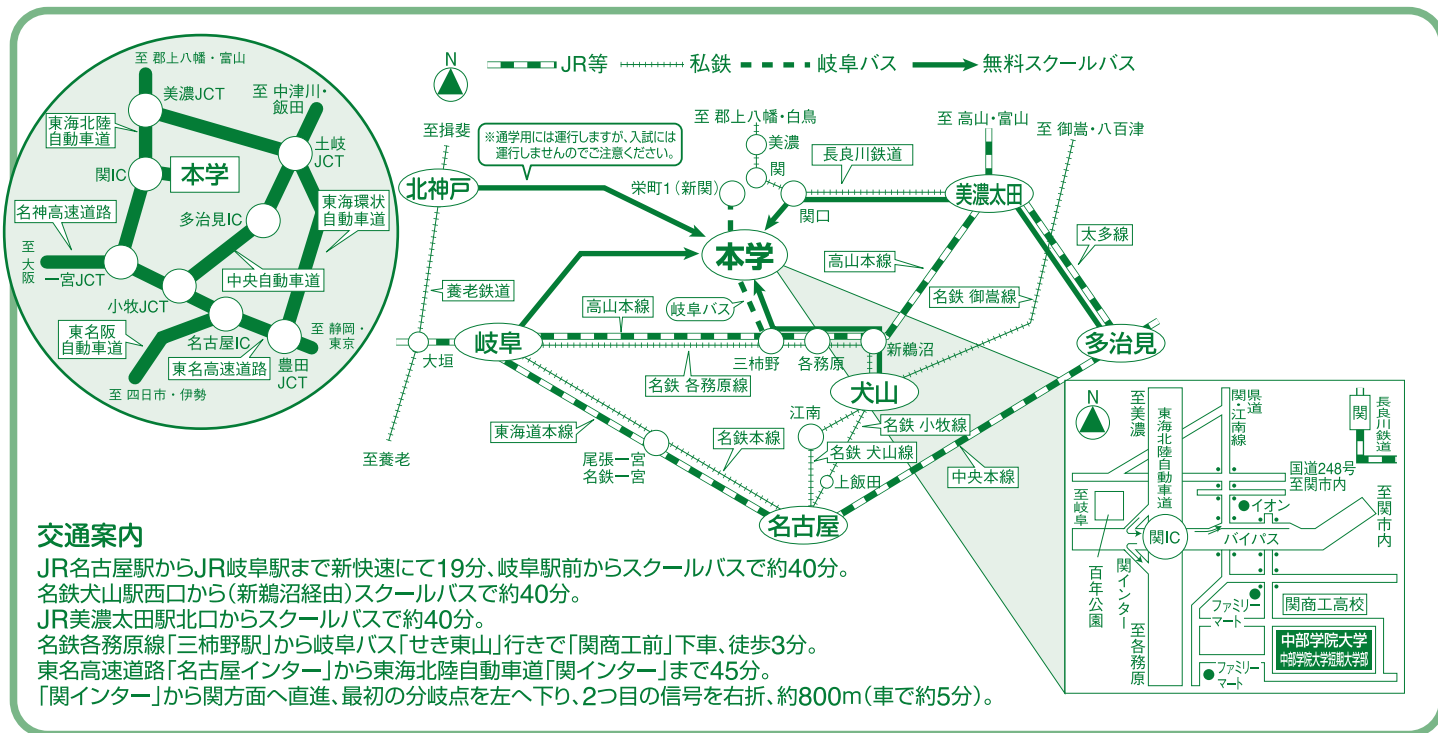 至 郡上八幡・富山
美濃JCT
至 中津川・
飯田
東海北陸
自動車道
土岐
JCT
関IC
本学
名神高速道路
多治見IC
東海環状
自動車道
至
大
阪
一宮JCT
中央自動車道
小牧JCT
東名阪
自動車道
名古屋IC
至 静岡・
東京
東名高速道路
豊田
JCT
至 四日市・伊勢
N
JR等
私鉄
岐阜バス
無料スクールバス
至揖斐
※通学用には運行しますが、入試には
運行しませんのでご注意ください。
至 郡上八幡・白鳥
至 高山・富山
至 御嵩・八百津
美濃
関
長良川鉄道
北神戸
栄町1(新関)
関口
美濃太田
本学
太多線
高山本線
養老鉄道
高山本線
岐阜バス
名鉄 御嵩線
大垣
岐阜
三柿野
各務原
新鵜沼
多治見
名鉄 各務原線
犬山
至養老
東海道本線
名鉄本線
江南
名鉄 小牧線
尾張一宮
名鉄一宮
名鉄 犬山線
上飯田
中央本線
名古屋
N
至美濃
東海北陸自動車道
県道
関・江南線
関
長良川鉄道
国道248号
至関市内
至岐阜
イオン
至関市内
関IC
バイパス
百年公園
関インター
ファミリー
マート
関商工高校
至各務原
中部学院大学
中部学院大学短期大学部
ファミリー
マート
交通案内
JR名古屋駅からJR岐阜駅まで新快速にて19分、岐阜駅前からスクールバスで約40分。
名鉄犬山駅西口から(新鵜沼経由)スクールバスで約40分。
JR美濃太田駅北口からスクールバスで約40分。
名鉄各務原線「三柿野駅」から岐阜バス「せき東山」行きで「関商工前」下車、徒歩3分。
東名高速道路「名古屋インター」から東海北陸自動車道「関インター」まで45分。
「関インター」から関方面へ直進、最初の分岐点を左へ下り、2つ目の信号を右折、約800m(車で約5分)。